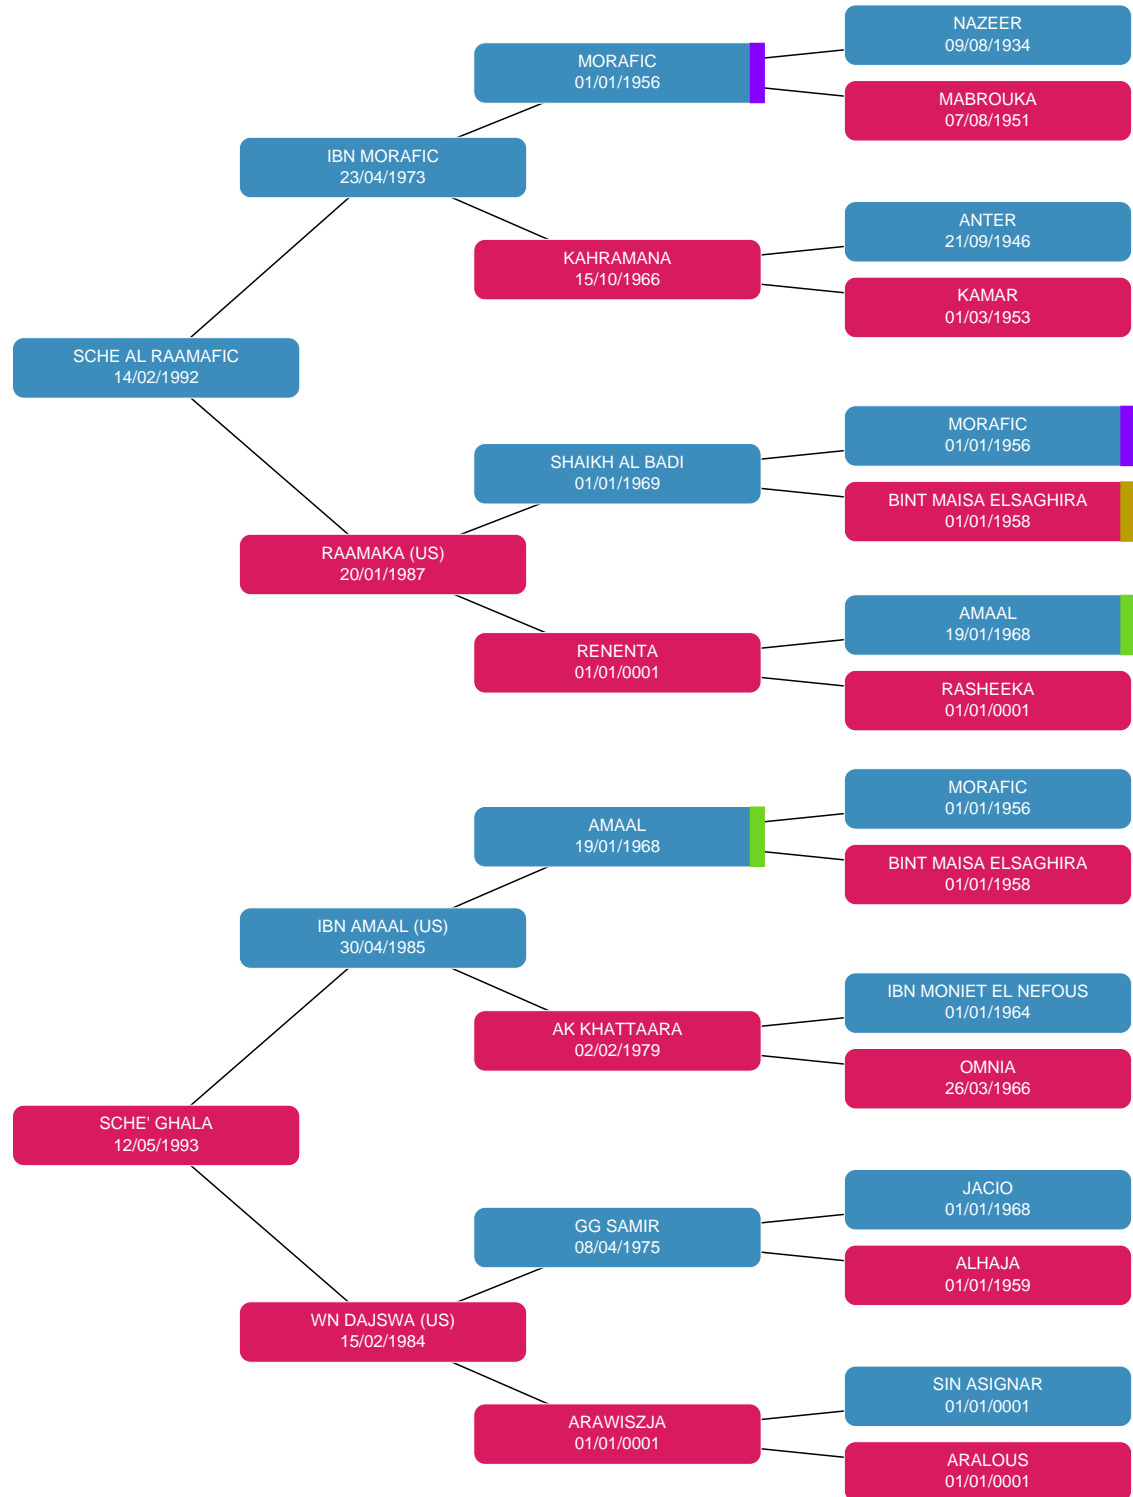 NAZEER
09/08/1934
MORAFIC
01/01/1956
MABROUKA
07/08/1951
IBN MORAFIC
23/04/1973
ANTER
21/09/1946
KAHRAMANA
15/10/1966
KAMAR
01/03/1953
SCHE AL RAAMAFIC
14/02/1992
MORAFIC
01/01/1956
SHAIKH AL BADI
01/01/1969
BINT MAISA ELSAGHIRA
01/01/1958
RAAMAKA (US)
20/01/1987
AMAAL
19/01/1968
RENENTA
01/01/0001
RASHEEKA
01/01/0001
MORAFIC
01/01/1956
AMAAL
19/01/1968
BINT MAISA ELSAGHIRA
01/01/1958
IBN AMAAL (US)
30/04/1985
IBN MONIET EL NEFOUS
01/01/1964
AK KHATTAARA
02/02/1979
OMNIA
26/03/1966
SCHE' GHALA
12/05/1993
JACIO
01/01/1968
GG SAMIR
08/04/1975
ALHAJA
01/01/1959
WN DAJSWA (US)
15/02/1984
SIN ASIGNAR
01/01/0001
ARAWISZJA
01/01/0001
ARALOUS
01/01/0001